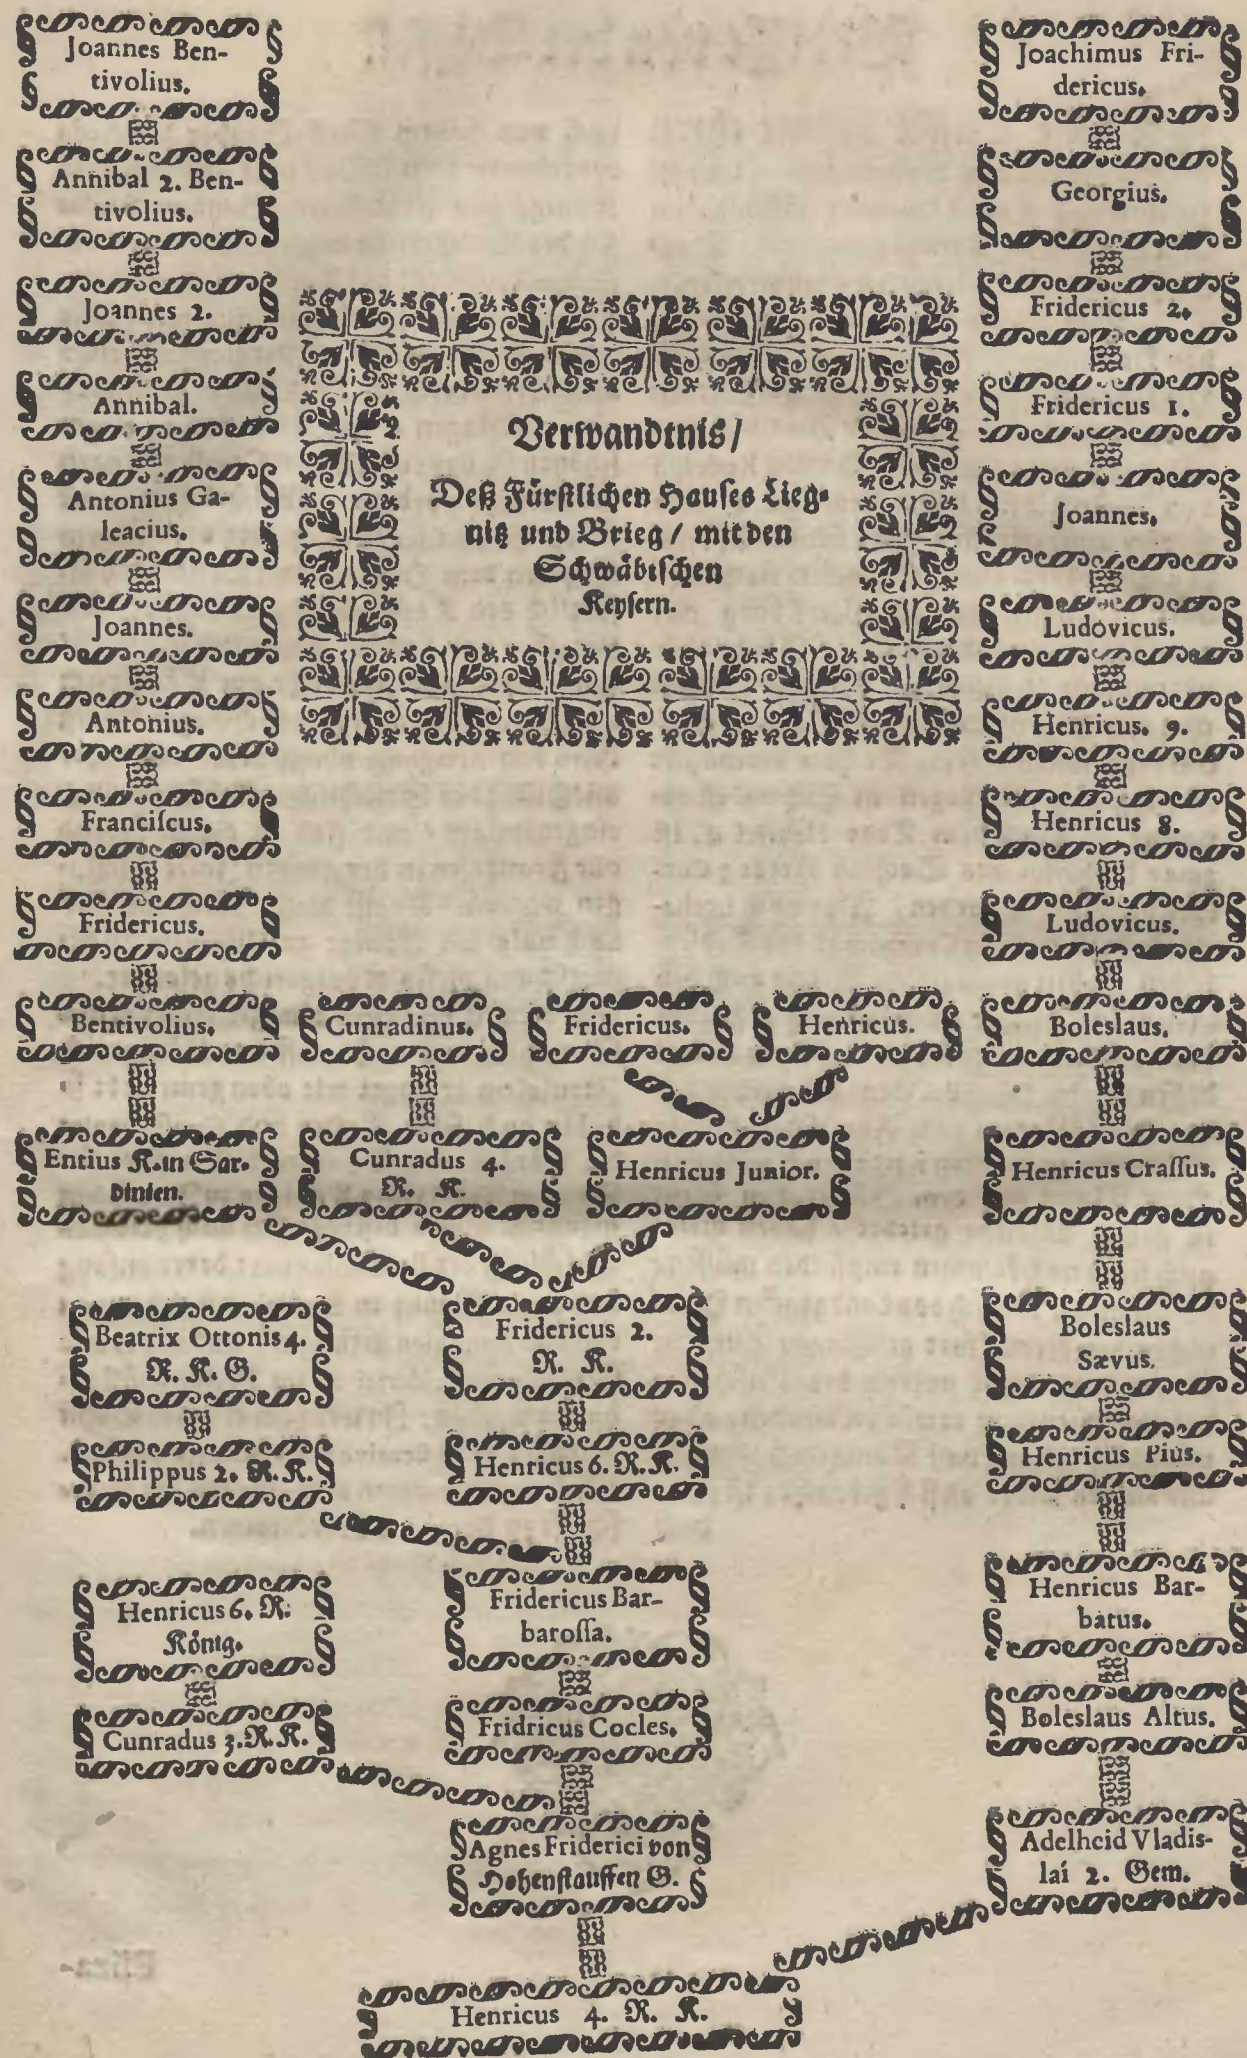 Joannes Ben-
tivolius.
Annibal 2. Ben-
tivolius.
Joannes 2.
Annibal.
Antonius Ga-
leacius.
Joannes.
Antonius.
Franciſcus.
Fridericus.
Bentivolius.
Entius K. in Sar-
dinien.
Verwandtnis /
Deß Fürſtlichen Hauſes Lieg-
nitz und Brieg / mit den
Schwäbiſchen
Keyſern.
Cunradinus.
Fridericus.
Henricus.
Cunradus 4.
R. K.
Henricus Junior.
Beatrix Ottonis 4.
R. K. G.
Fridericus 2.
R. K.
Philippus 2. R. K.
Henricus 6. R. K.
Henricus 6. R.
König.
Fridericus Bar-
baroſſa.
Cunradus 3. R. K.
Fridricus Cocles.
Agnes Friderici von
Hohenſtauffen G.
Henricus 4. R. K.
Joachimus Fri-
dericus.
Georgius.
Fridericus 2.
Fridericus 1.
Joannes.
Ludovicus.
Henricus. 9.
Henricus 8.
Ludovicus.
Boleslaus.
Henricus Craſſus.
Boleslaus
Sævus.
Henricus Pius.
Henricus Bar-
batus.
Boleslaus Altus.
Adelheid Vladis-
lai 2. Gem.